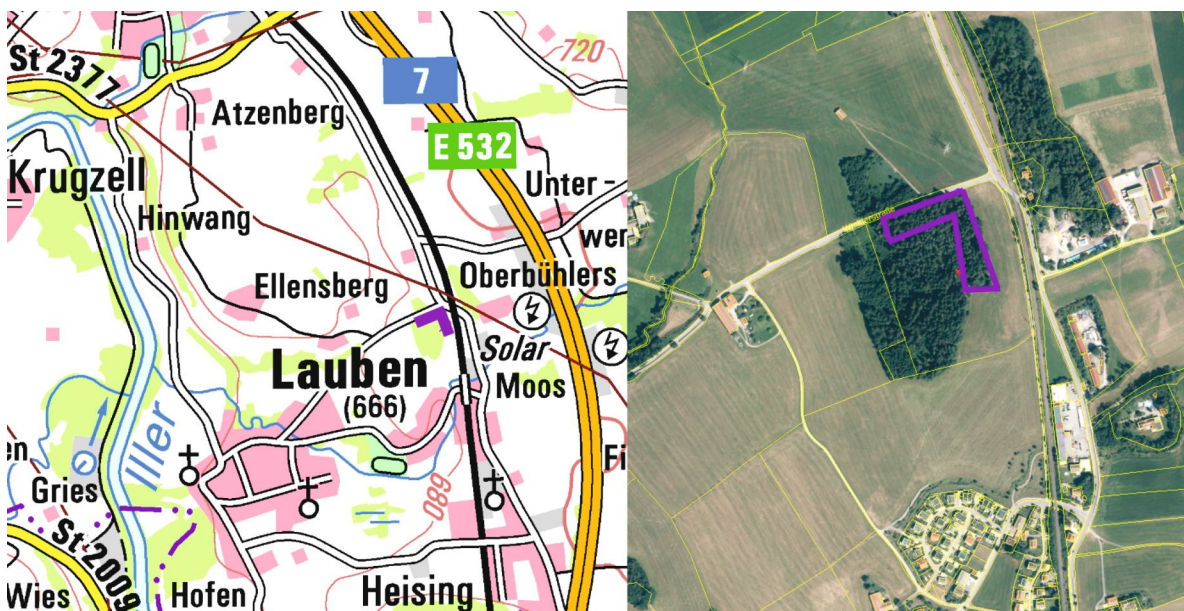 St 2377
7
720
Atzenberg
E 532
Krugzell
Unter-
Hinwang
wer
Oberbühlers
Ellensberg
Solar
Lauben
Moos
(666)
Iller
en
Fi
Gries
680
St 2009
Wies
Hofen
Heising